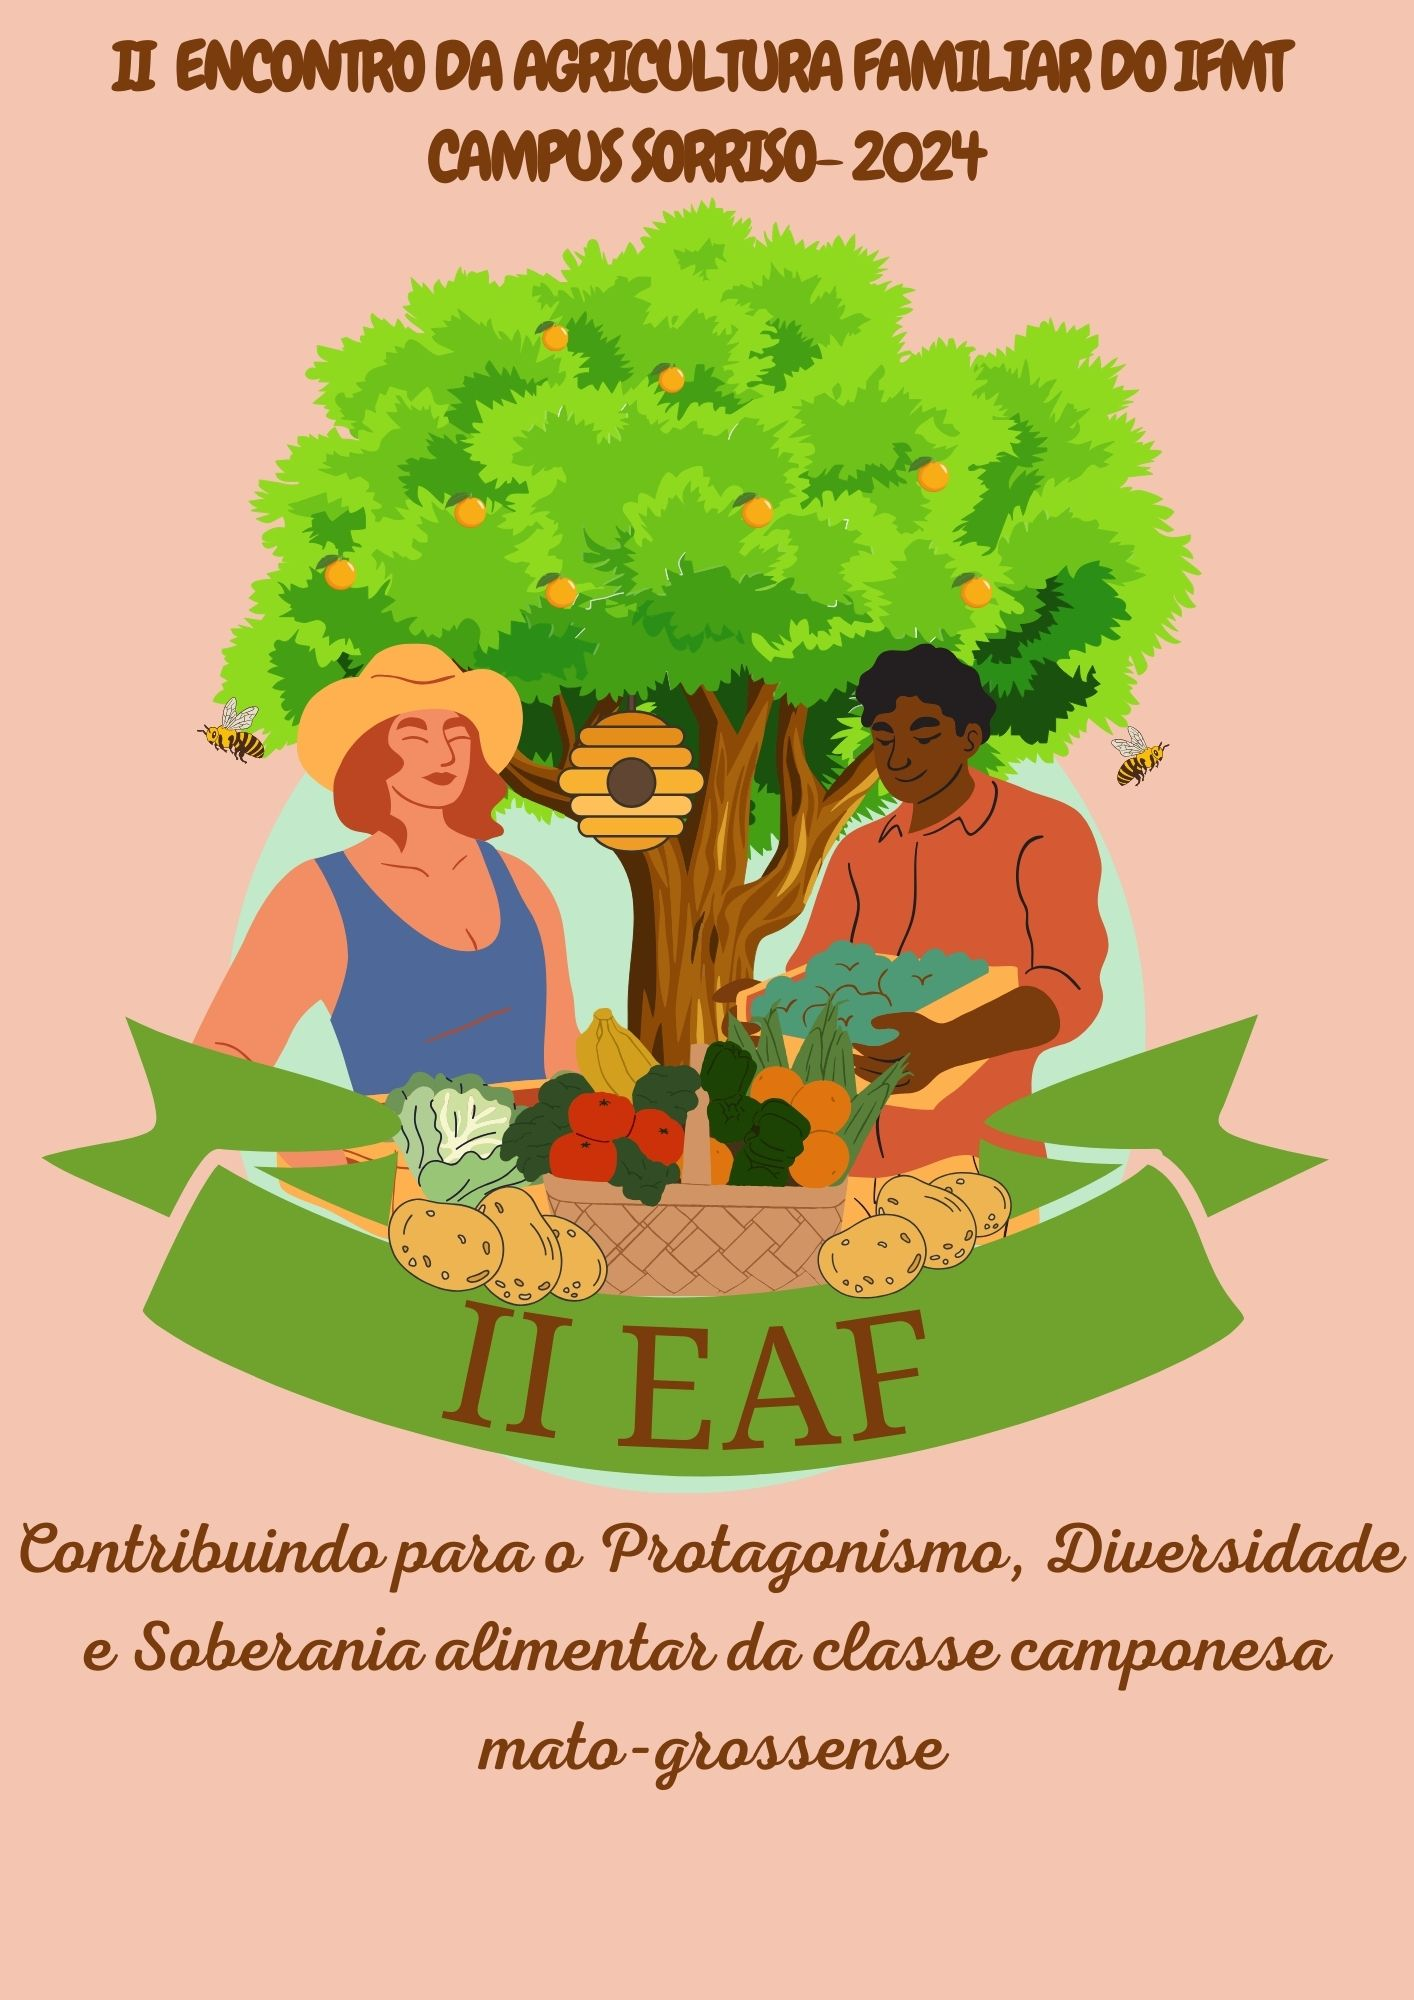 II ENCONTRO DA AGRICULTURA FAMILIAR DO IFMT
CAMPUS SORRISO- 2024
II EAF
Contribuindo para o Protagonismo, Diversidade
e Soberania alimentar da classe camponesa
mato-grossense